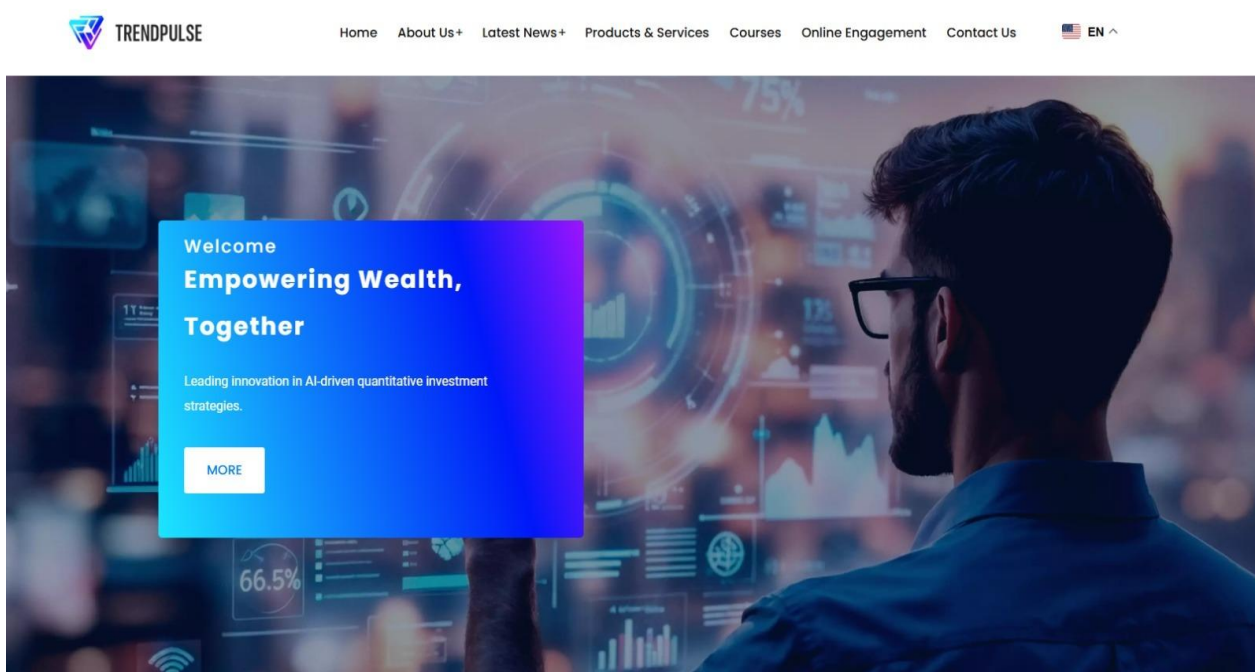 TRENDPULSE
Home About Us+ Latest News+ Products & Services Courses Online Engagement Contact Us EN
75%
Welcome
Empowering Wealth,
Together
Leading innovation in AI-driven quantitative investment
strategies.
MORE
66.5%